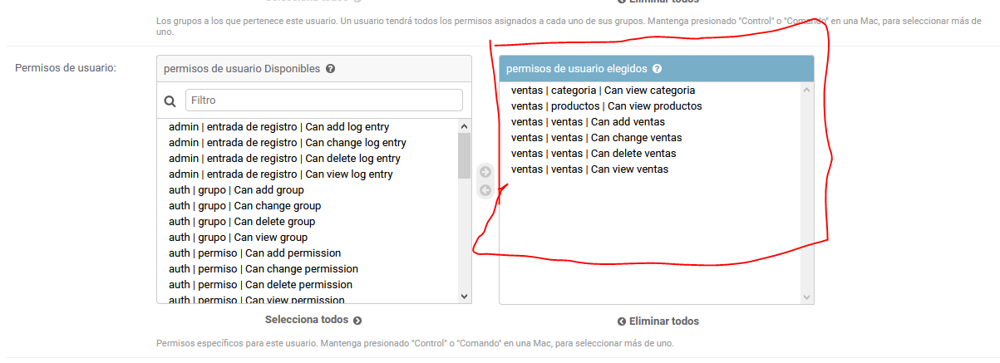 Selecciona todos
Eliminar todos
Los grupos a los que pertenece este usuario. Un usuario tendrá todos los permisos asignados a cada uno de sus grupos. Mantenga presionado "Control" o "Comando" en una Mac, para seleccionar más de
uno.
Permisos de usuario:
permisos de usuario Disponibles
Filtro
admin | entrada de registro | Can add log entry
admin | entrada de registro | Can change log entry
admin | entrada de registro | Can delete log entry
admin | entrada de registro | Can view log entry
auth | grupo | Can add group
auth | grupo | Can change group
auth | grupo | Can delete group
auth | grupo | Can view group
auth | permiso | Can add permission
auth | permiso | Can change permission
auth | permiso | Can delete permission
auth | permiso | Can view permission
Selecciona todos
permisos de usuario elegidos
ventas | categoria | Can view categoria
ventas | productos | Can view productos
ventas | ventas | Can add ventas
ventas | ventas | Can change ventas
ventas | ventas | Can delete ventas
ventas | ventas | Can view ventas
Eliminar todos
Permisos específicos para este usuario. Mantenga presionado "Control" o "Comando" en una Mac, para seleccionar más de uno.